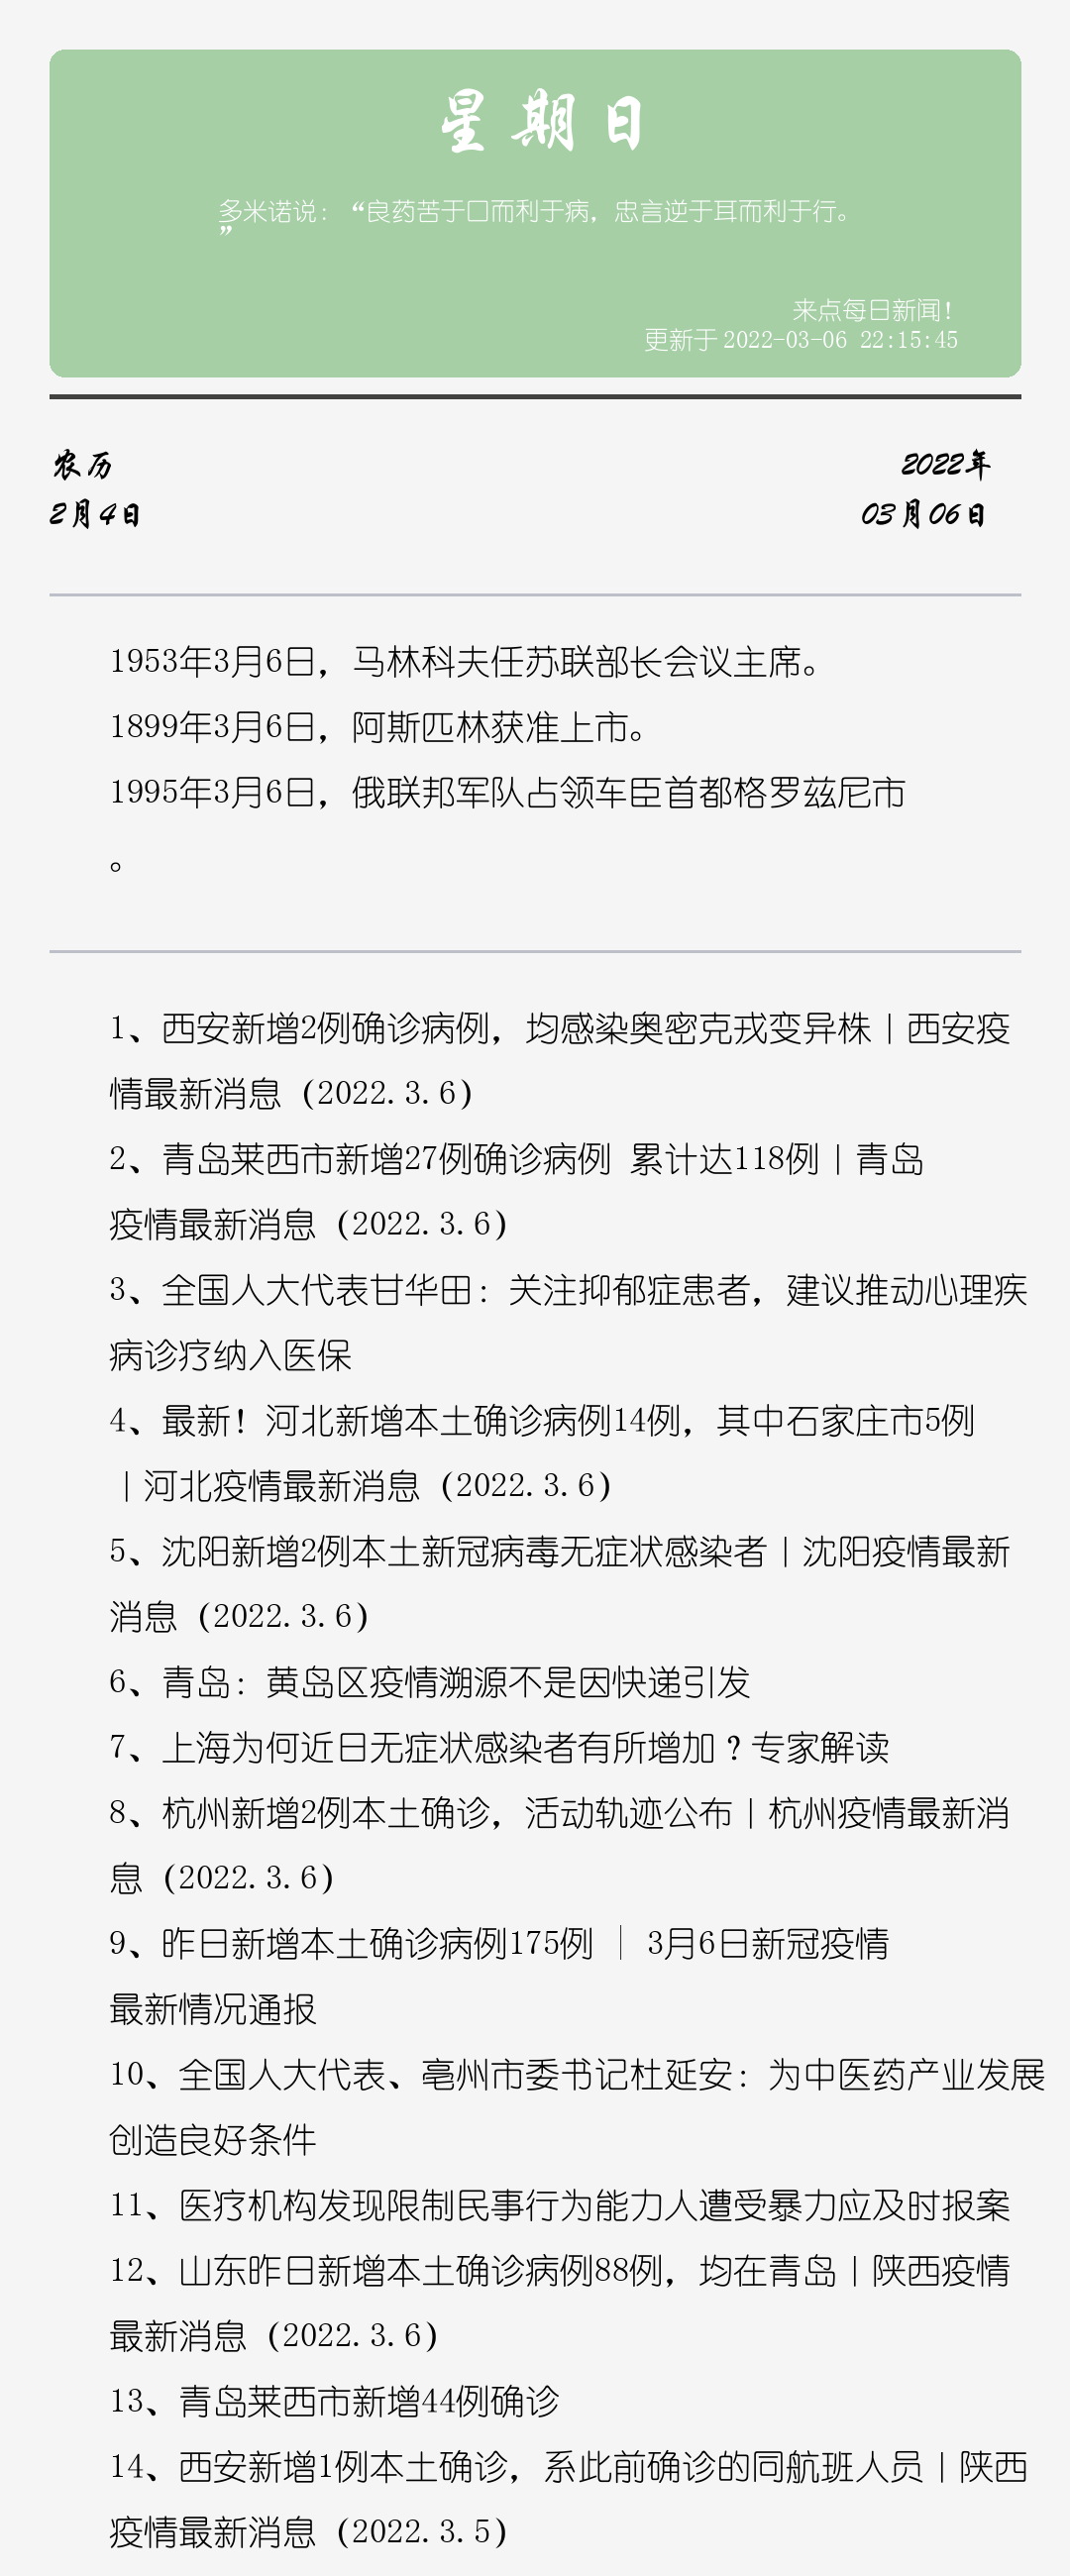 星期日
多米诺说：“良药苦于口而利于病，忠言逆于耳而利于行。
”
来点每日新闻！
更新于 2022-03-06 22:15:45
农历
2022年
2月4日
03月06日
1953年3月6日，马林科夫任苏联部长会议主席。
1899年3月6日，阿斯匹林获准上市。
1995年3月6日，俄联邦军队占领车臣首都格罗兹尼市
。
1、西安新增2例确诊病例，均感染奥密克戎变异株丨西安疫
情最新消息（2022.3.6）
2、青岛莱西市新增27例确诊病例 累计达118例丨青岛
疫情最新消息（2022.3.6）
3、全国人大代表甘华田：关注抑郁症患者，建议推动心理疾
病诊疗纳入医保
4、最新！河北新增本土确诊病例14例，其中石家庄市5例
丨河北疫情最新消息（2022.3.6）
5、沈阳新增2例本土新冠病毒无症状感染者丨沈阳疫情最新
消息（2022.3.6）
6、青岛：黄岛区疫情溯源不是因快递引发
7、上海为何近日无症状感染者有所增加？专家解读
8、杭州新增2例本土确诊，活动轨迹公布丨杭州疫情最新消
息（2022.3.6）
9、昨日新增本土确诊病例175例 │ 3月6日新冠疫情
最新情况通报
10、全国人大代表、亳州市委书记杜延安：为中医药产业发展
创造良好条件
11、医疗机构发现限制民事行为能力人遭受暴力应及时报案
12、山东昨日新增本土确诊病例88例，均在青岛丨陕西疫情
最新消息（2022.3.6）
13、青岛莱西市新增44例确诊
14、西安新增1例本土确诊，系此前确诊的同航班人员丨陕西
疫情最新消息（2022.3.5）